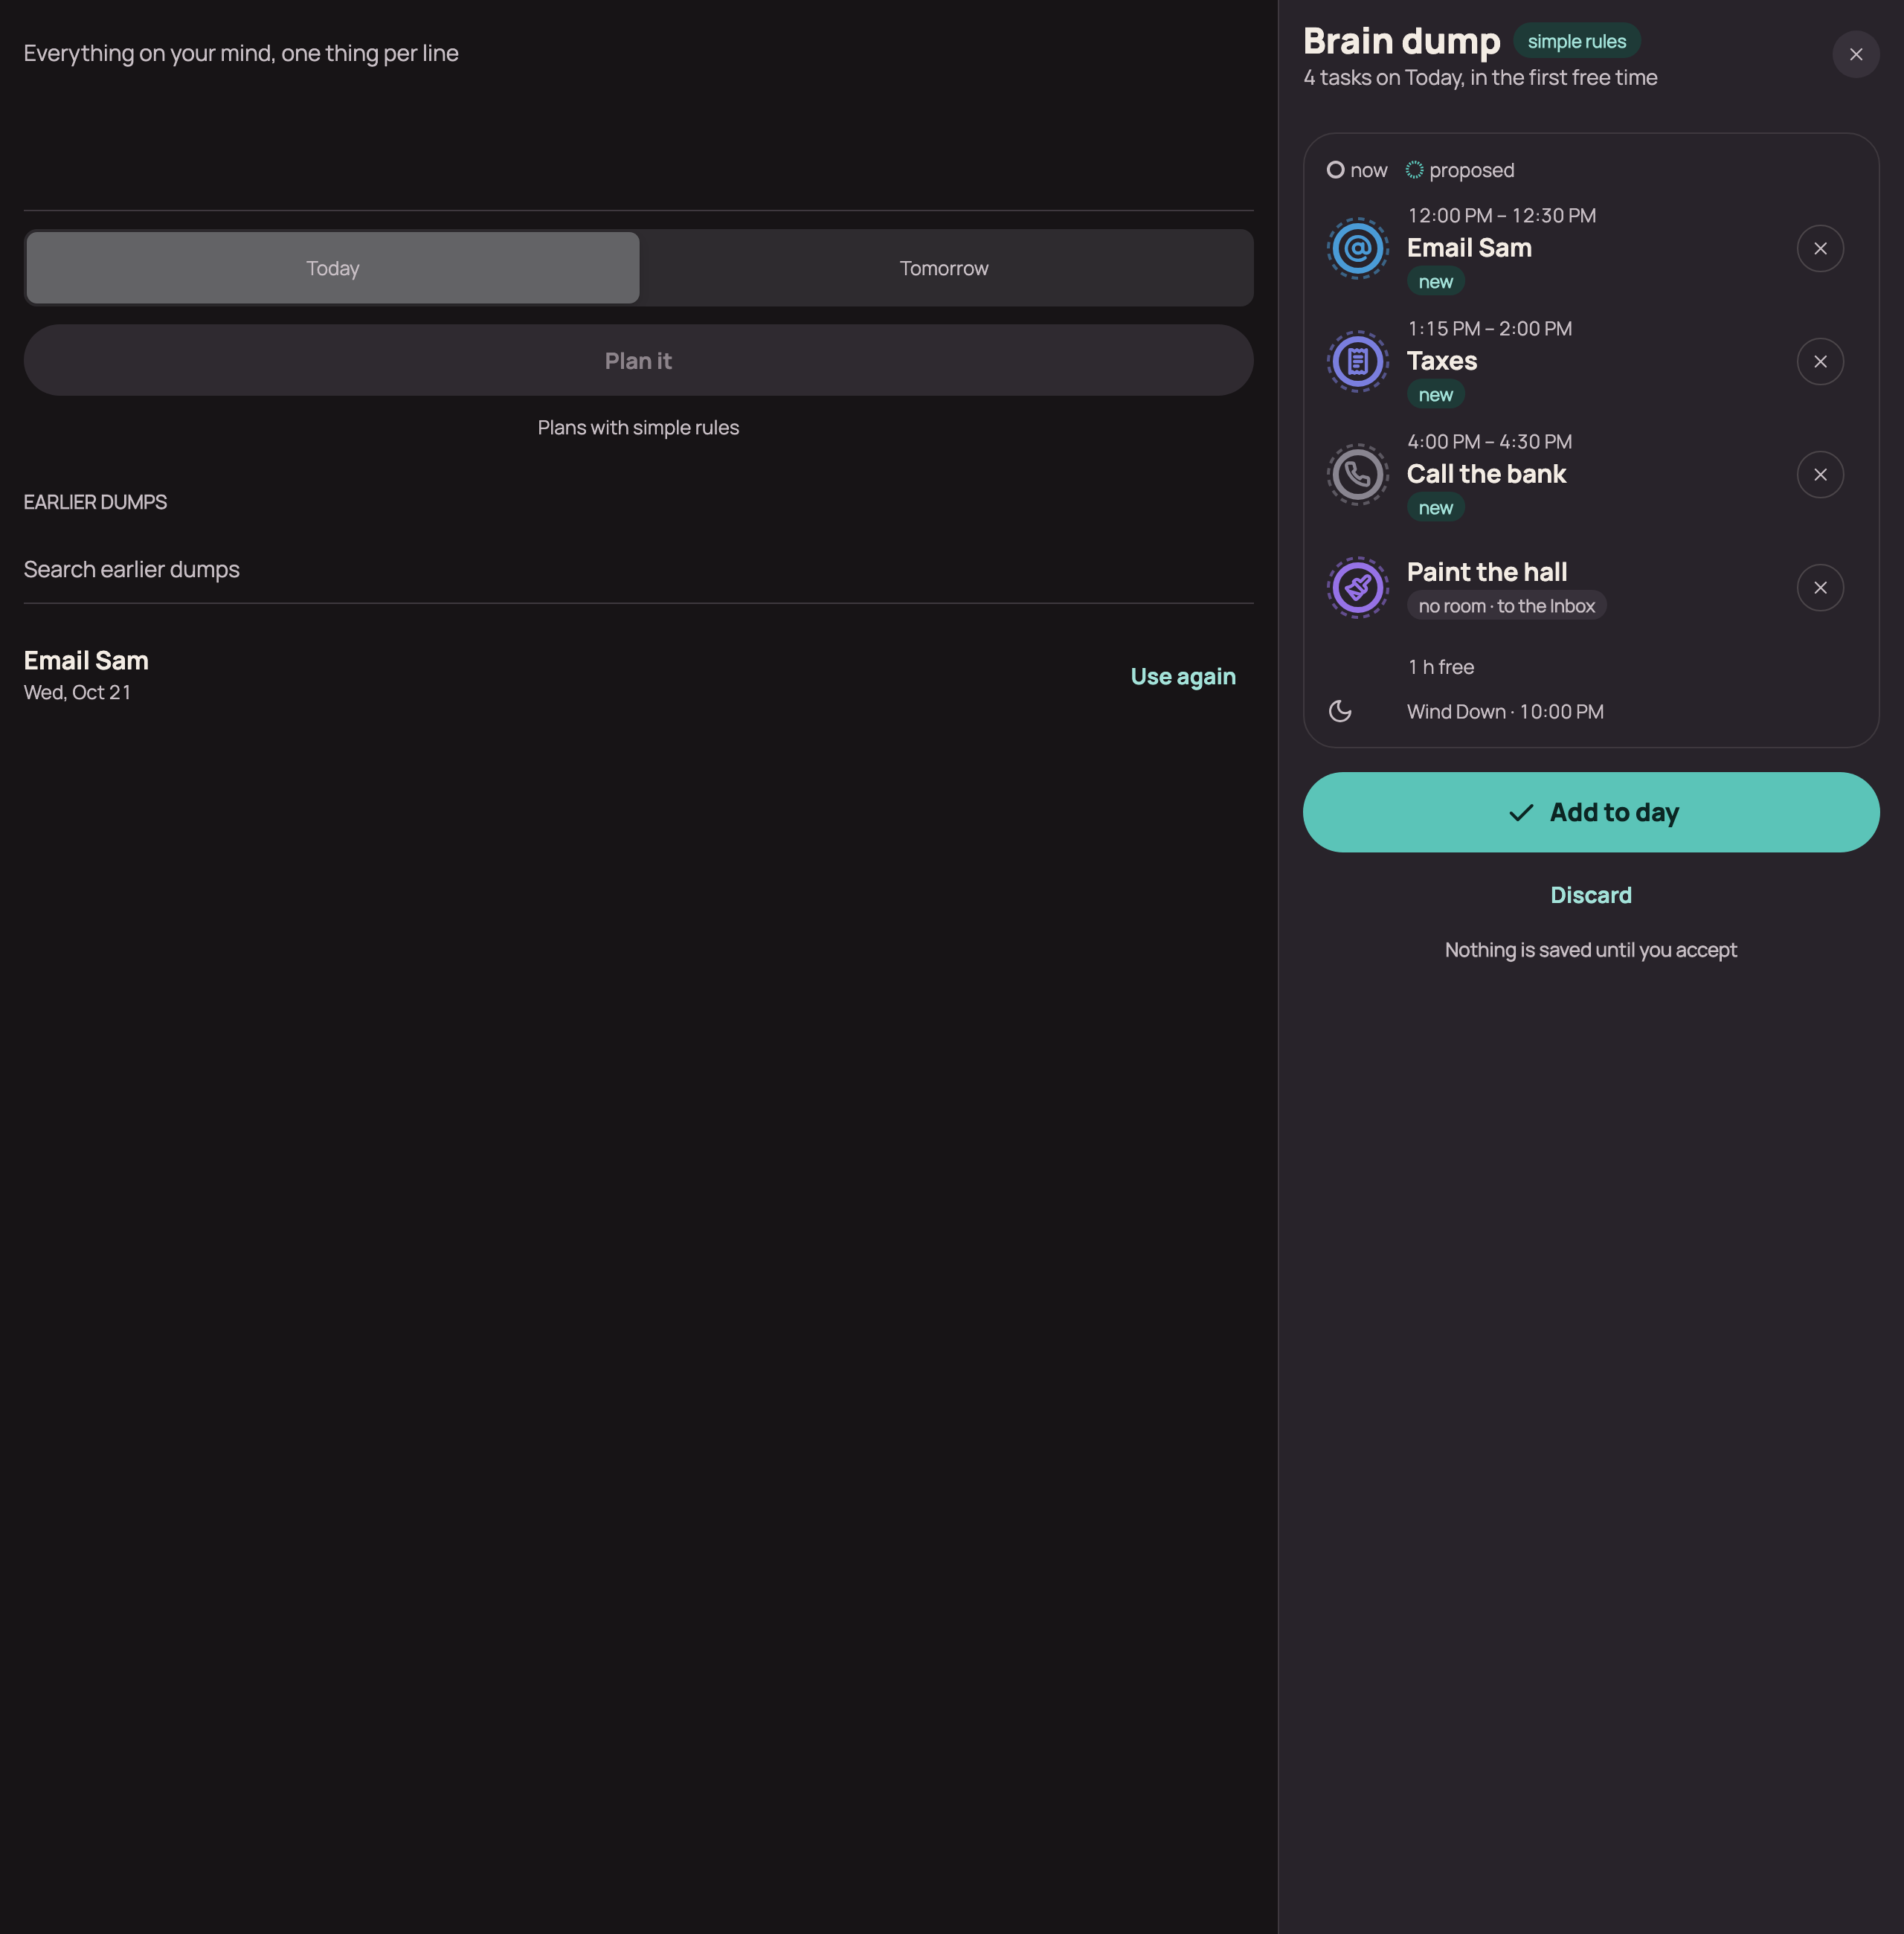 Everything on your mind, one thing per line
Today
Tomorrow
Plan it
Plans with simple rules
EARLIER DUMPS
Search earlier dumps
Email Sam
Wed, Oct 21
Use again
Brain dump
simple rules
4 tasks on Today, in the first free time
now
proposed
12:00 PM – 12:30 PM
Email Sam
new
1:15 PM – 2:00 PM
Taxes
new
4:00 PM – 4:30 PM
Call the bank
new
Paint the hall
no room · to the Inbox
1 h free
Wind Down · 10:00 PM
Add to day
Discard
Nothing is saved until you accept